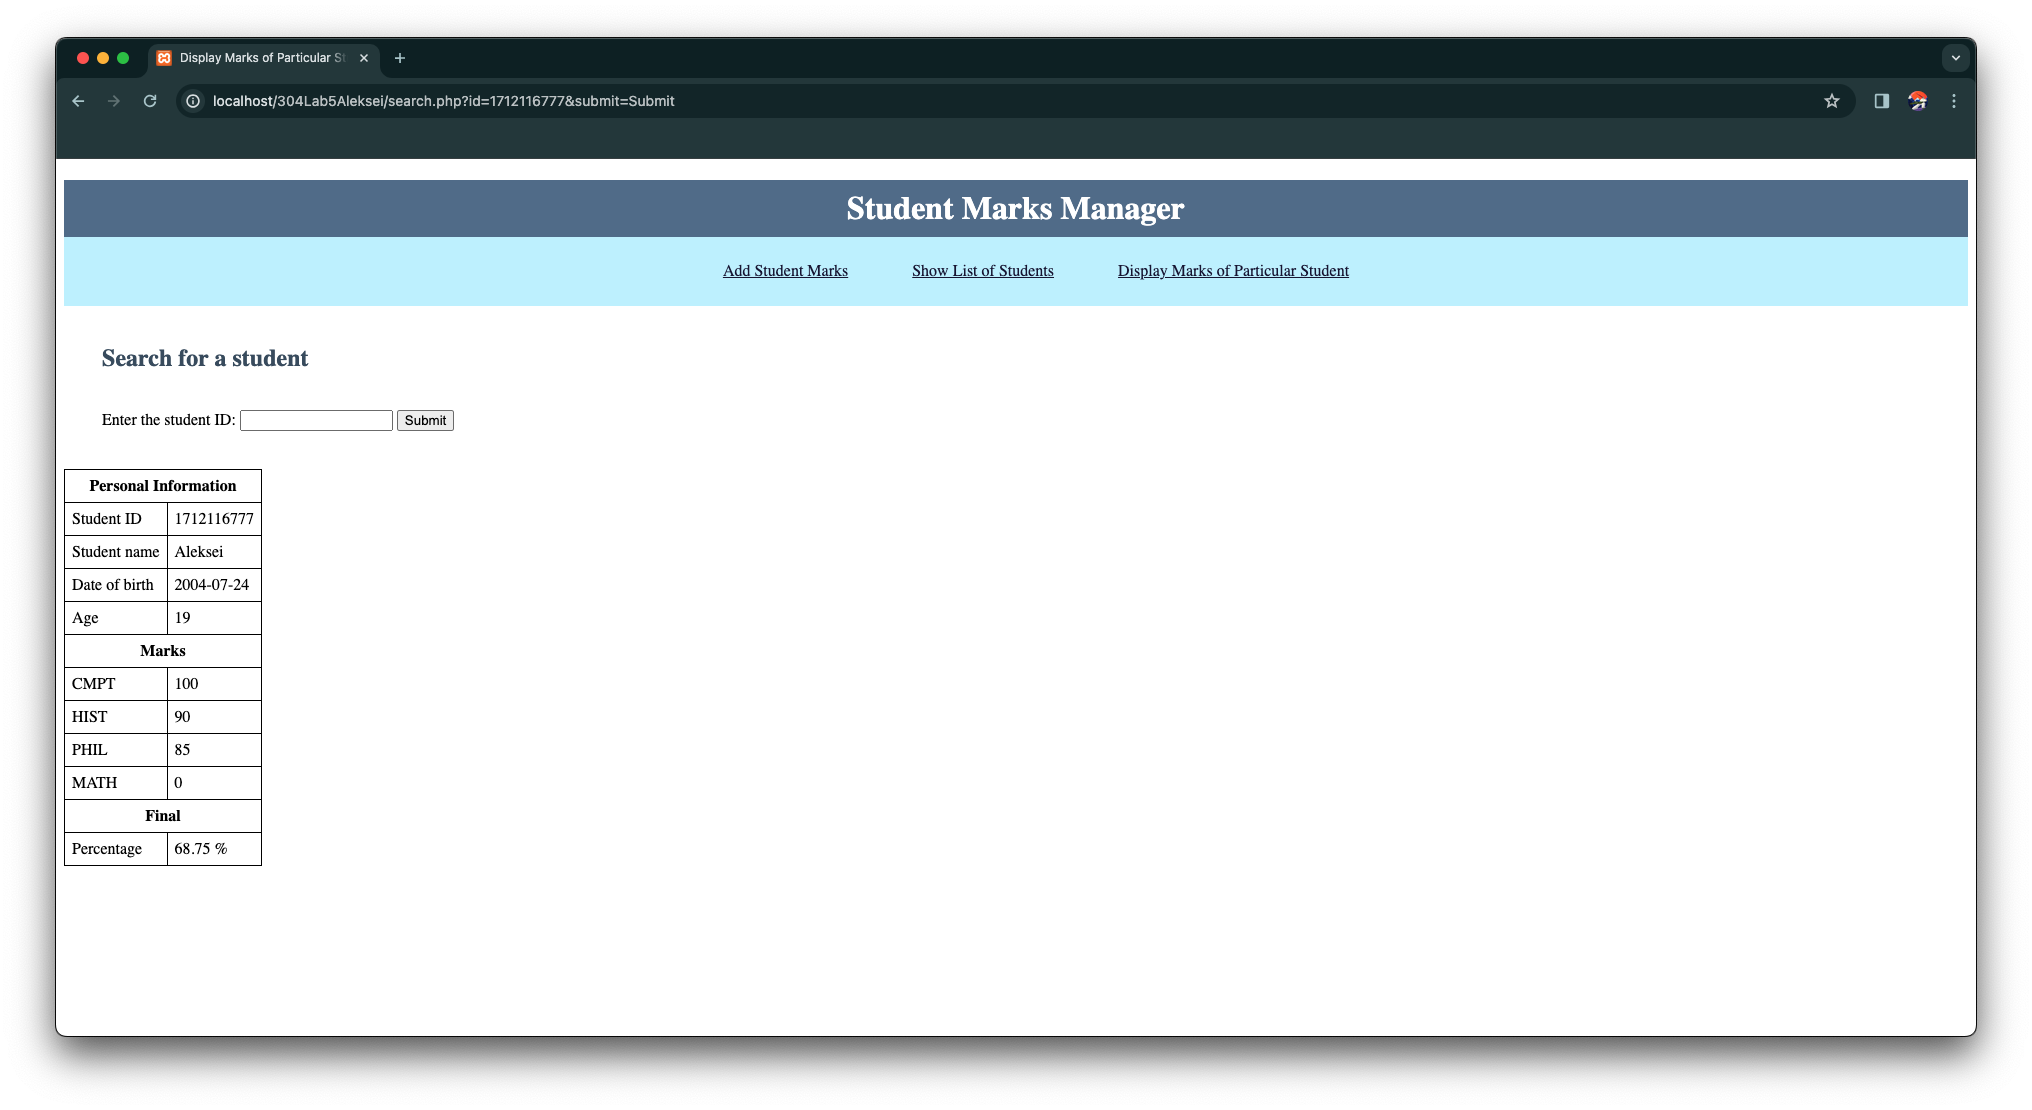 Display Marks of Particular St
localhost/304Lab5Aleksei/search.php?id=1712116777&submit=Submit
Student Marks Manager
Add Student Marks Show List of Students Display Marks of Particular Student
Search for a student
Enter the student ID: Submit
Personal Information
Student ID 1712116777
Student name Aleksei
Date of birth 2004-07-24
Age 19
Marks
CMPT 100
HIST 90
PHIL 85
MATH 0
Final
Percentage 68.75 %